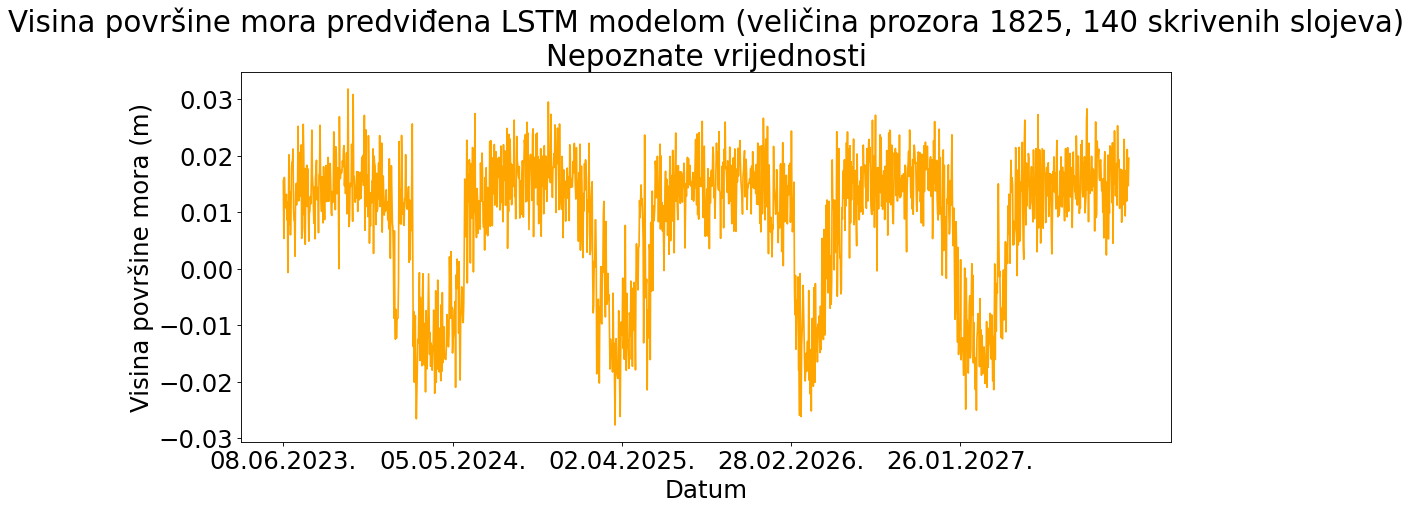 Visina površine mora predviđena LSTM modelom (veličina prozora 1825, 140 skrivenih slojeva)
Nepoznate vrijednosti
Visina površine mora (m)
0.03
0.02
0.01
0.00
−0.01
−0.02
−0.03
08.06.2023. 05.05.2024. 02.04.2025. 28.02.2026. 26.01.2027.
Datum